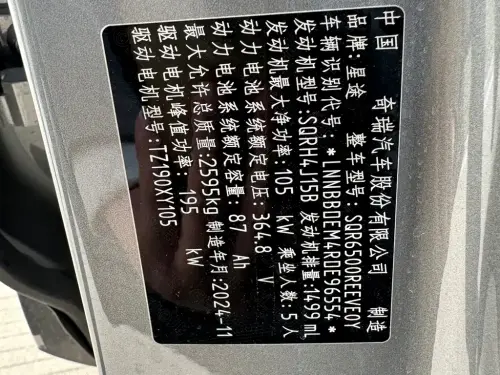 中国 奇瑞汽车股份有限公司 制造
品牌:星途 整车型号:SQR6500REEVE0Y
车辆识别代号:*LNNBBDEM4RDE96554*
发动机型号:SQRH4J15B 发动机排量:1499 mL
发动机最大净功率:105 kW 乘坐人数:5人
动力电池系统额定电压:364.8 V
动力电池系统额定容量:87 Ah
最大允许总质量:2595kg 制造年月:2024-11
驱动电机峰值功率: 195 kW
驱动电机型号:TZ190XY105